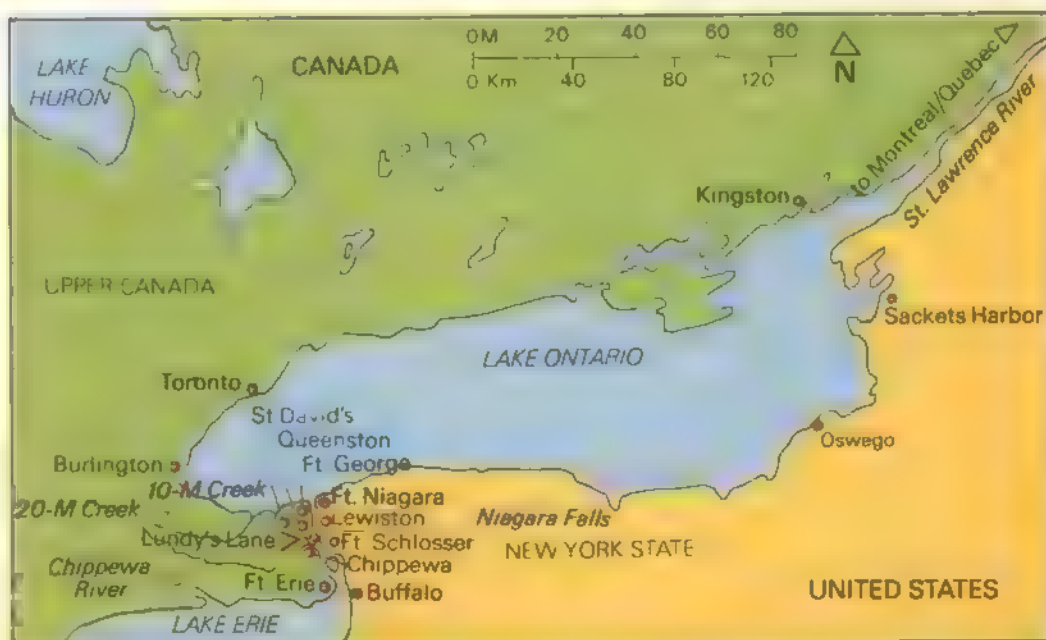 0 M 20 40 60 80
0 Km 40 80 120
N
LAKE
HURON
CANADA
to Montreal/Quebec
St. Lawrence River
Kingston
UPPER CANADA
Sackets Harbor
LAKE ONTARIO
Toronto
St David's
Queenston
Oswego
Burlington
Ft George
10-M Creek
Ft. Niagara
20-M Creek
Lewiston
Niagara Falls
Lundy's Lane
Ft Schlosser
NEW YORK STATE
Chippewa
Chippewa
River
Ft Erie
Buffalo
UNITED STATES
LAKE ERIE